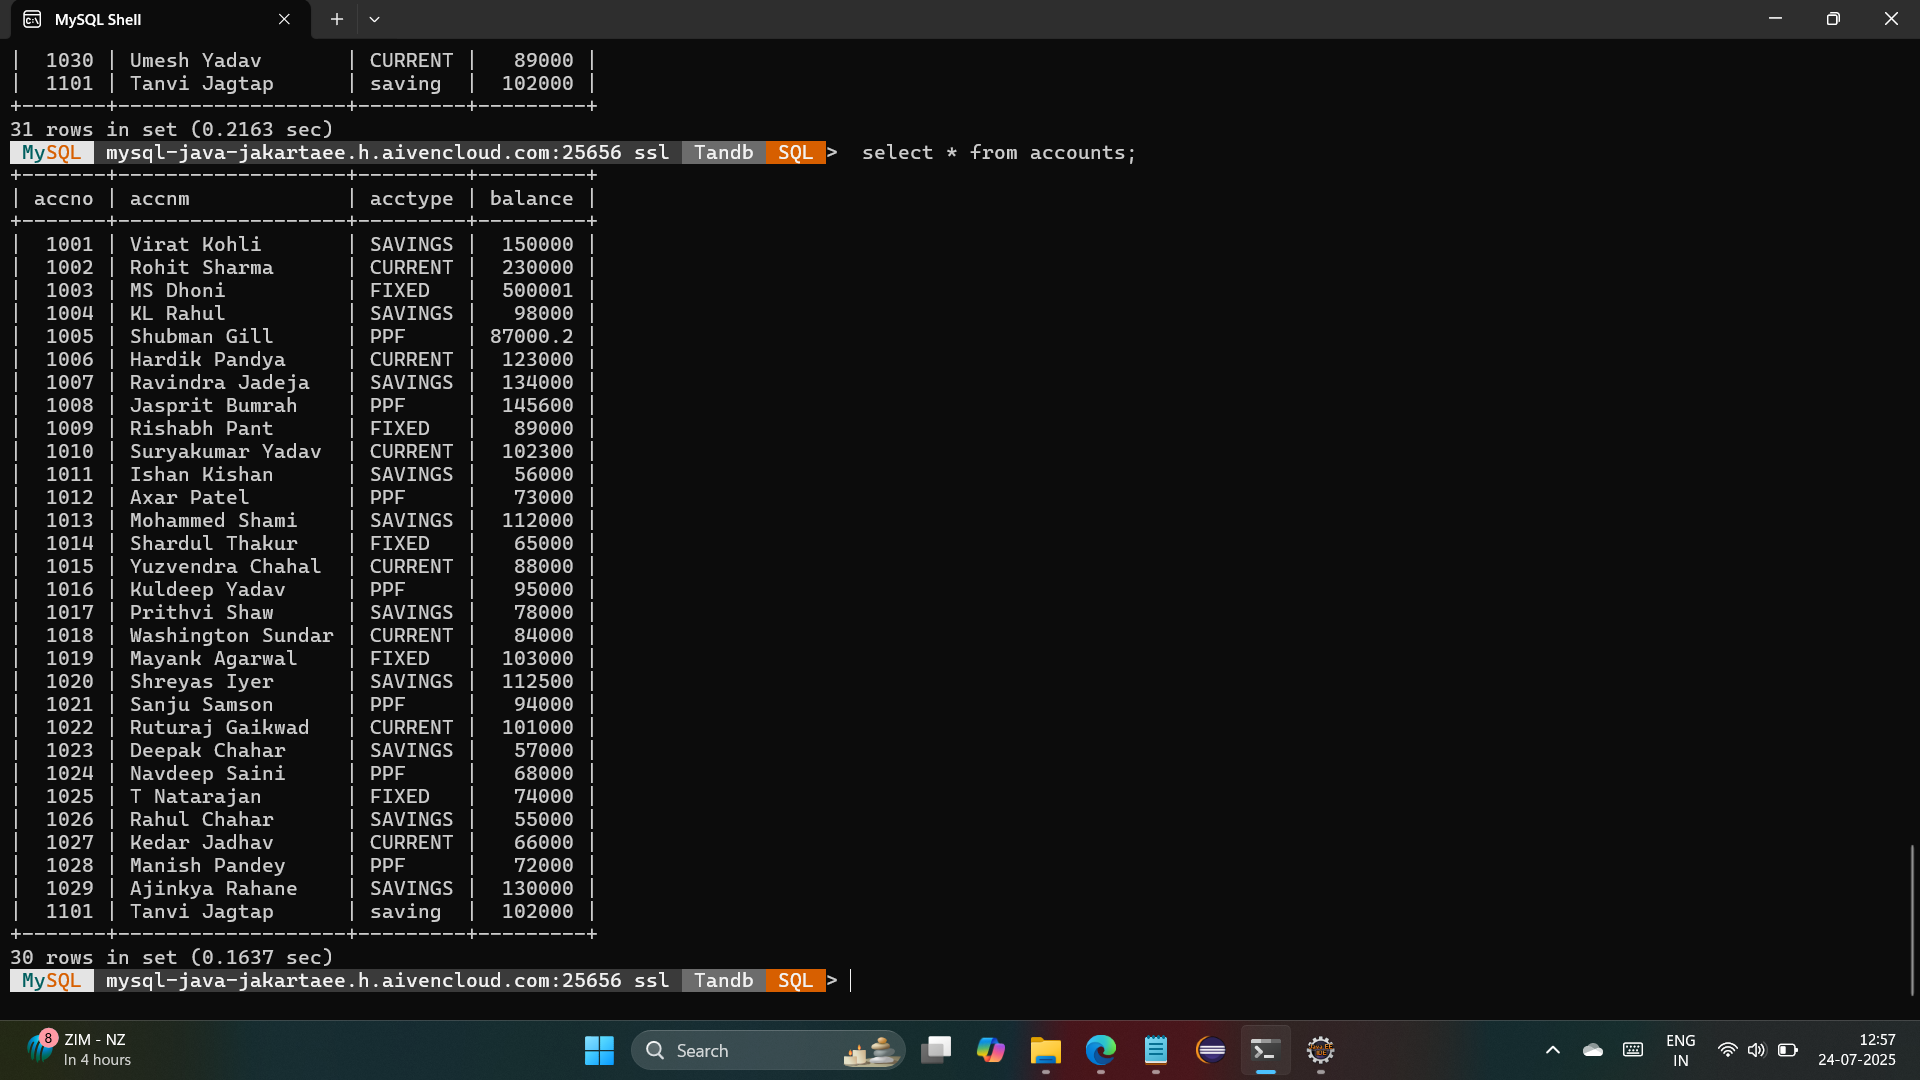 MySQL Shell
|  1030 | Umesh Yadav       | CURRENT |   89000 |
|  1101 | Tanvi Jagtap      | saving  |  102000 |
+-------+-------------------+---------+---------+
31 rows in set (0.2163 sec)
MySQL mysql-java-jakartaee.h.aivencloud.com:25656 ssl Tandb SQL > select * from accounts;
+-------+-------------------+---------+---------+
| accno | accnm             | acctype | balance |
+-------+-------------------+---------+---------+
|  1001 | Virat Kohli       | SAVINGS |  150000 |
|  1002 | Rohit Sharma      | CURRENT |  230000 |
|  1003 | MS Dhoni          | FIXED   |  500001 |
|  1004 | KL Rahul          | SAVINGS |   98000 |
|  1005 | Shubman Gill      | PPF     | 87000.2 |
|  1006 | Hardik Pandya     | CURRENT |  123000 |
|  1007 | Ravindra Jadeja   | SAVINGS |  134000 |
|  1008 | Jasprit Bumrah    | PPF     |  145600 |
|  1009 | Rishabh Pant      | FIXED   |   89000 |
|  1010 | Suryakumar Yadav  | CURRENT |  102300 |
|  1011 | Ishan Kishan      | SAVINGS |   56000 |
|  1012 | Axar Patel        | PPF     |   73000 |
|  1013 | Mohammed Shami    | SAVINGS |  112000 |
|  1014 | Shardul Thakur    | FIXED   |   65000 |
|  1015 | Yuzvendra Chahal  | CURRENT |   88000 |
|  1016 | Kuldeep Yadav     | PPF     |   95000 |
|  1017 | Prithvi Shaw      | SAVINGS |   78000 |
|  1018 | Washington Sundar | CURRENT |   84000 |
|  1019 | Mayank Agarwal    | FIXED   |  103000 |
|  1020 | Shreyas Iyer      | SAVINGS |  112500 |
|  1021 | Sanju Samson      | PPF     |   94000 |
|  1022 | Ruturaj Gaikwad   | CURRENT |  101000 |
|  1023 | Deepak Chahar     | SAVINGS |   57000 |
|  1024 | Navdeep Saini     | PPF     |   68000 |
|  1025 | T Natarajan       | FIXED   |   74000 |
|  1026 | Rahul Chahar      | SAVINGS |   55000 |
|  1027 | Kedar Jadhav      | CURRENT |   66000 |
|  1028 | Manish Pandey     | PPF     |   72000 |
|  1029 | Ajinkya Rahane    | SAVINGS |  130000 |
|  1101 | Tanvi Jagtap      | saving  |  102000 |
+-------+-------------------+---------+---------+
30 rows in set (0.1637 sec)
MySQL mysql-java-jakartaee.h.aivencloud.com:25656 ssl Tandb SQL >
8 ZIM - NZ
In 4 hours
Search
ENG
IN
12:57
24-07-2025